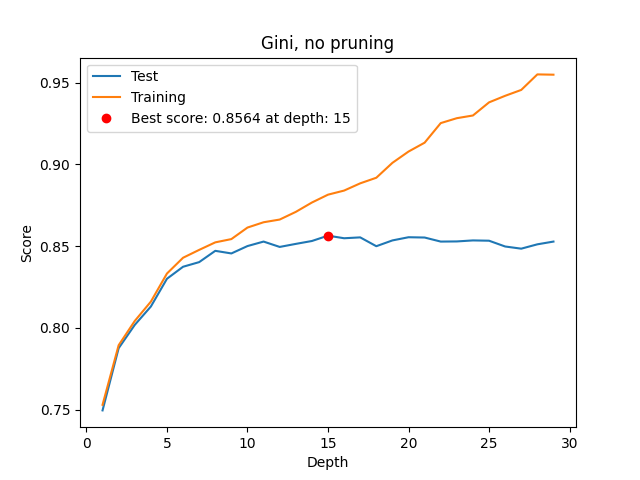 Gini, no pruning
Test
Training
Best score: 0.8564 at depth: 15
0.95
0.90
0.85
0.80
0.75
Score
0
5
10
15
20
25
30
Depth